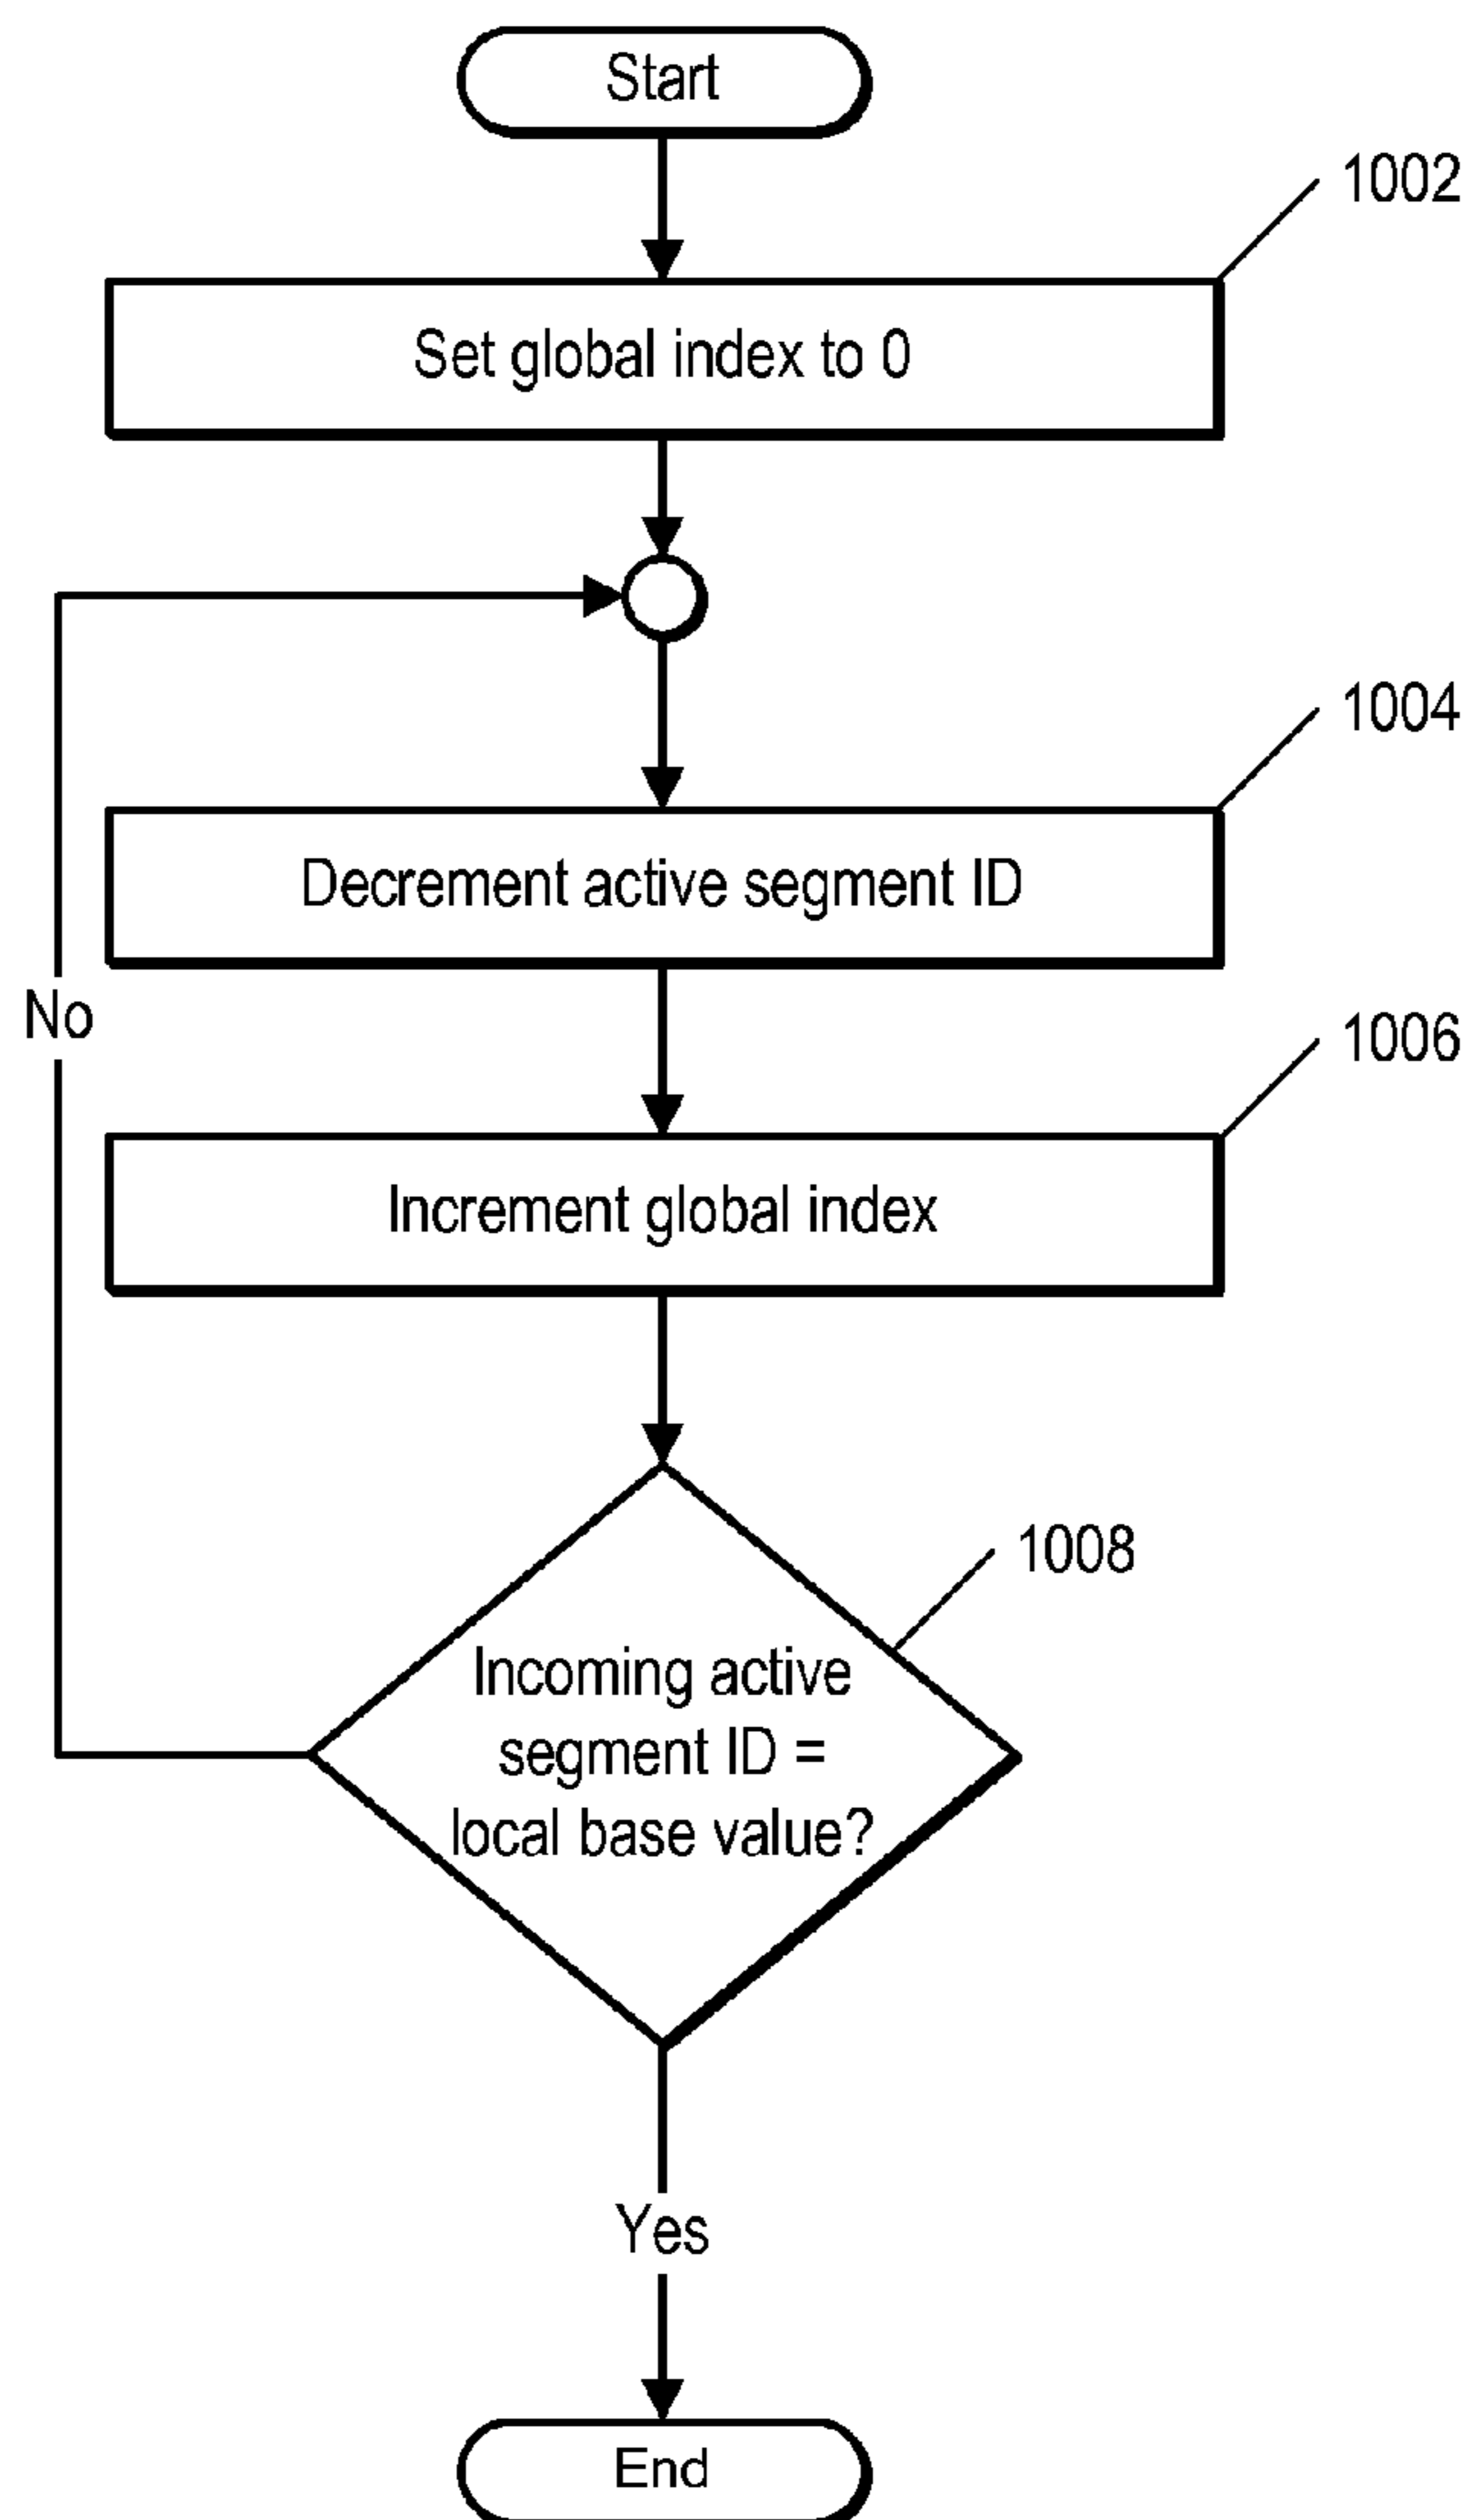 Start
1002
Set global index to 0
1004
Decrement active segment ID
No
1006
Increment global index
1008
Incoming active
segment ID =
local base value?
Yes
End